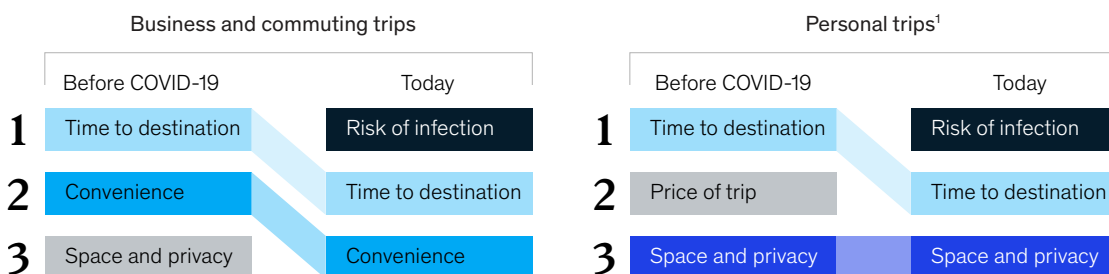 Business and commuting trips
Before COVID-19 Today
1 Time to destination Risk of infection
2 Convenience Time to destination
3 Space and privacy Convenience
Personal trips¹
Before COVID-19 Today
1 Time to destination Risk of infection
2 Price of trip Time to destination
3 Space and privacy Space and privacy